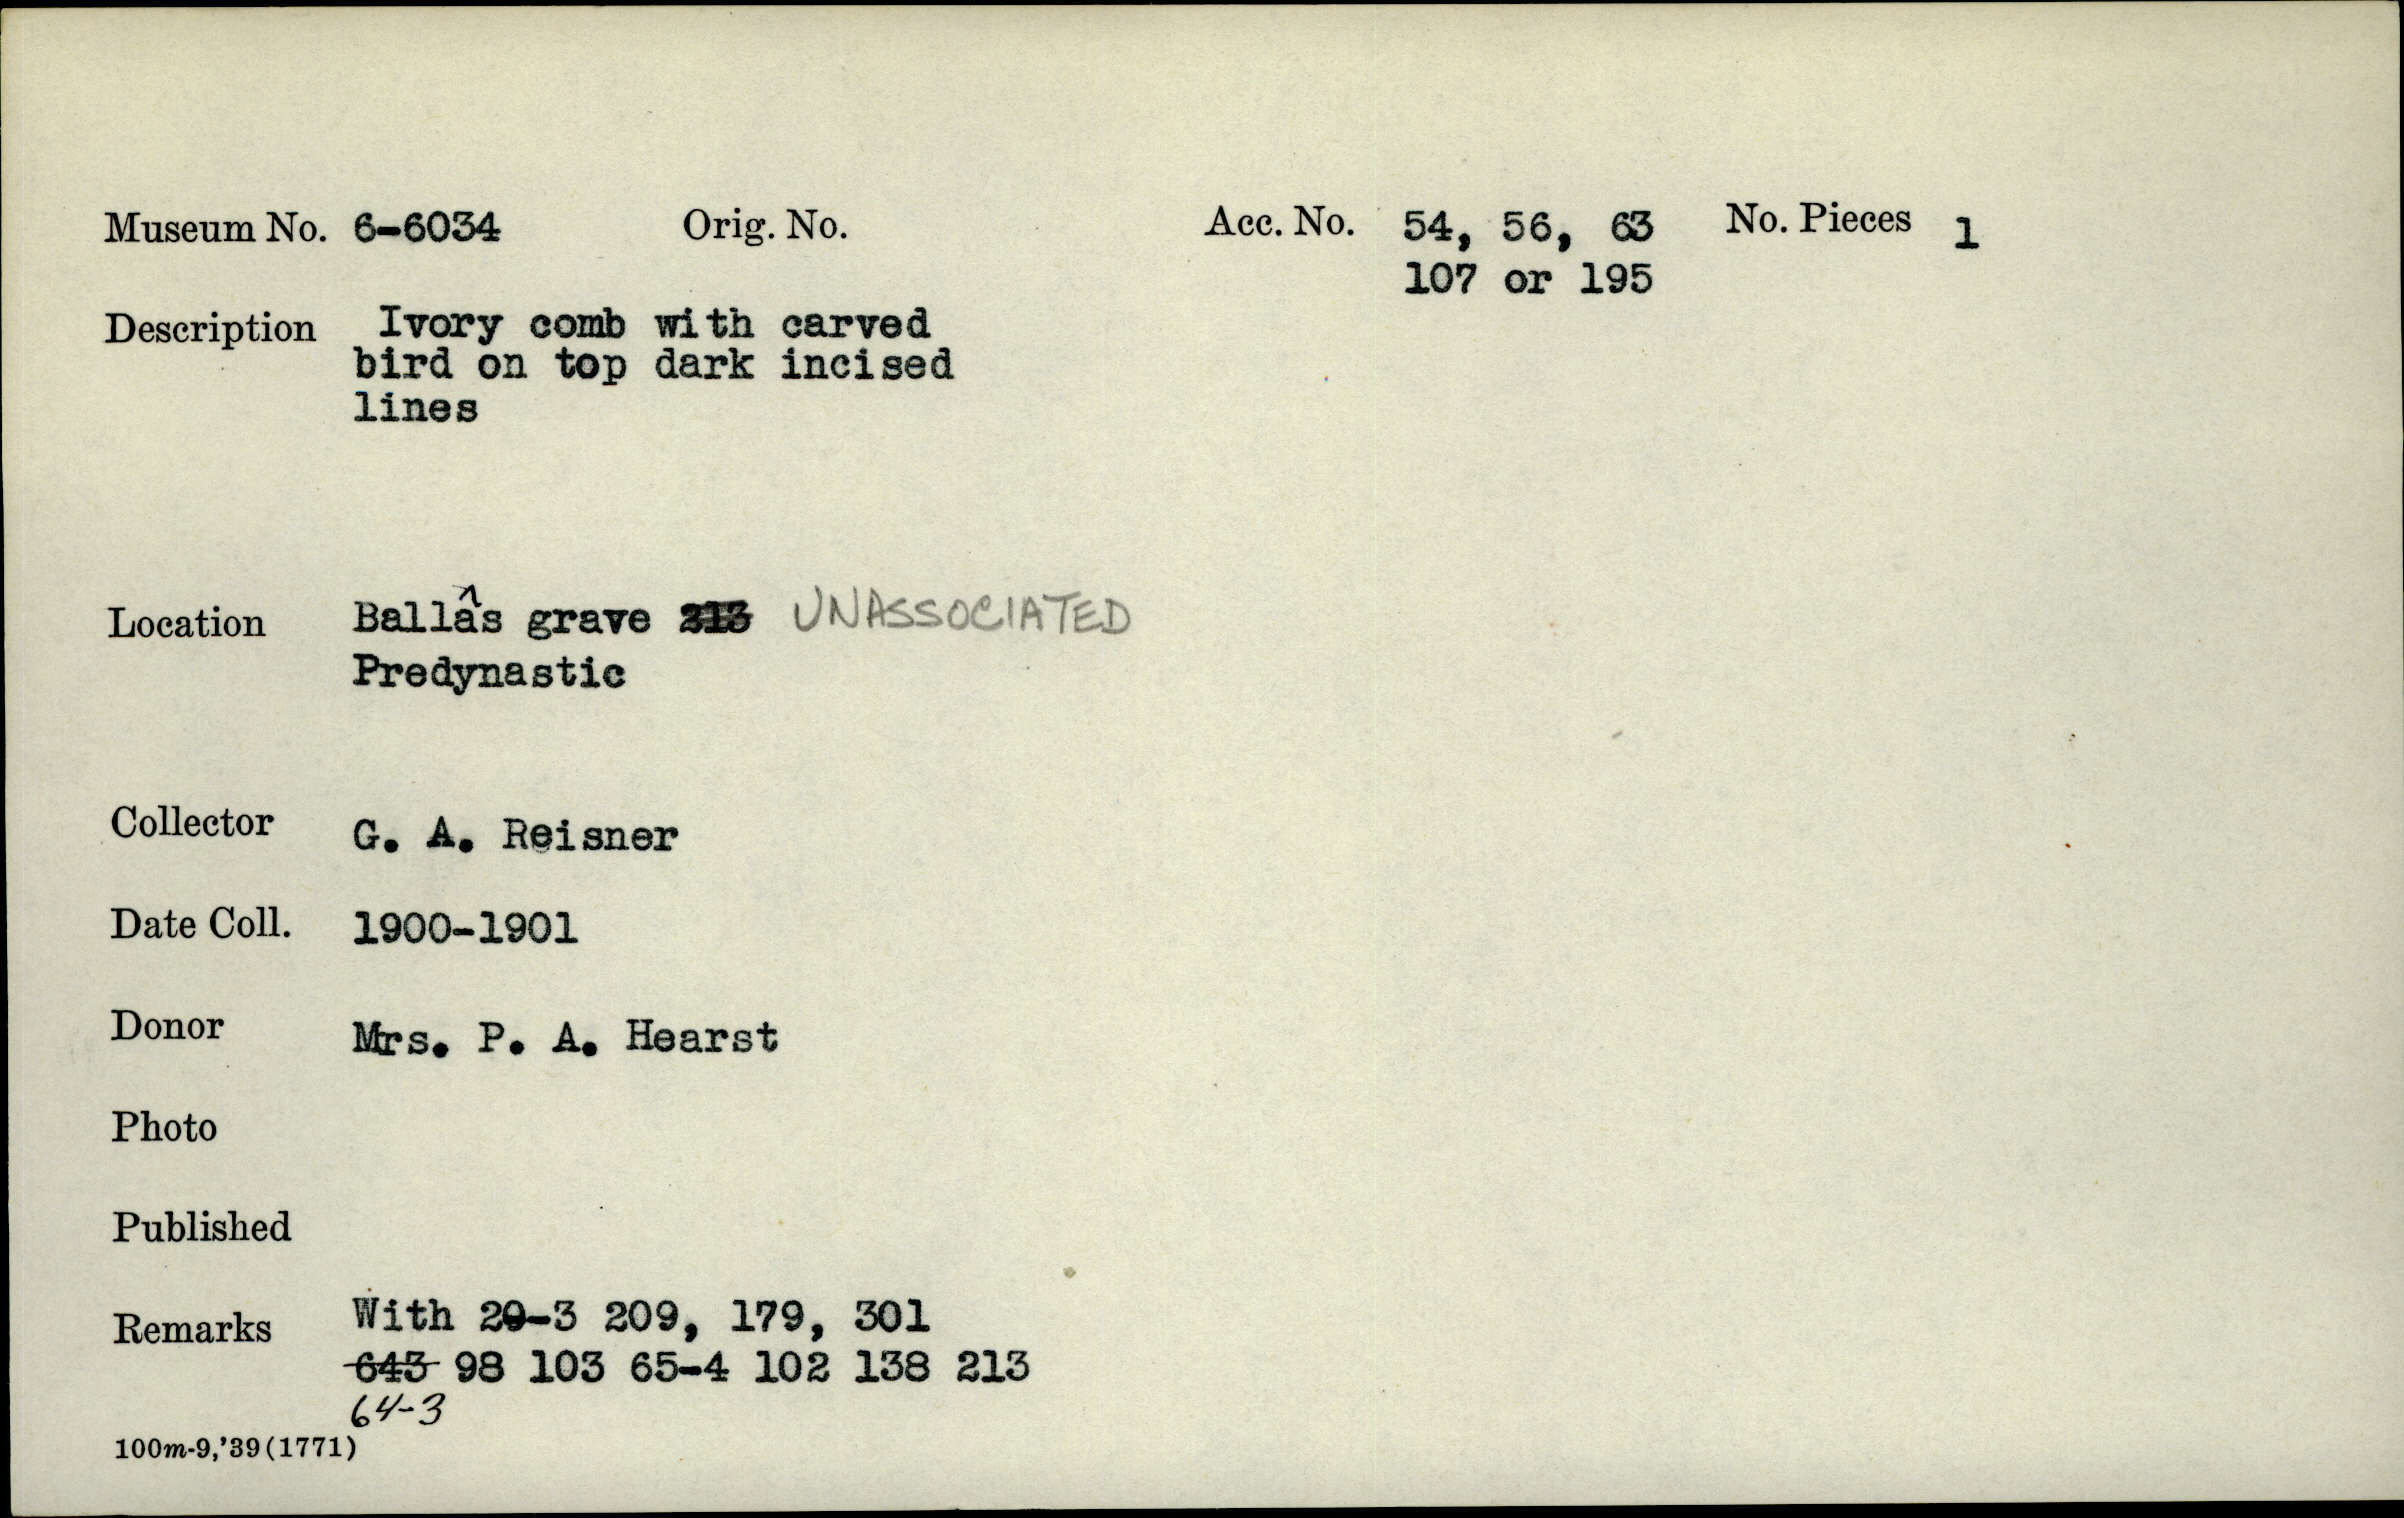 Museum No. 6-6034 Orig. No. Acc. No. 54, 56, 63 No. Pieces 1
107 or 195
Description Ivory comb with carved
bird on top dark incised
lines
Location Ballâs grave 213 UNASSOCIATED
Predynastic
Collector G. A. Reisner
Date Coll. 1900-1901
Donor Mrs. P. A. Hearst
Photo
Published
Remarks With 20-3 209, 179, 301
643 98 103 65-4 102 138 213
64-3
100m-9,'39(1771)